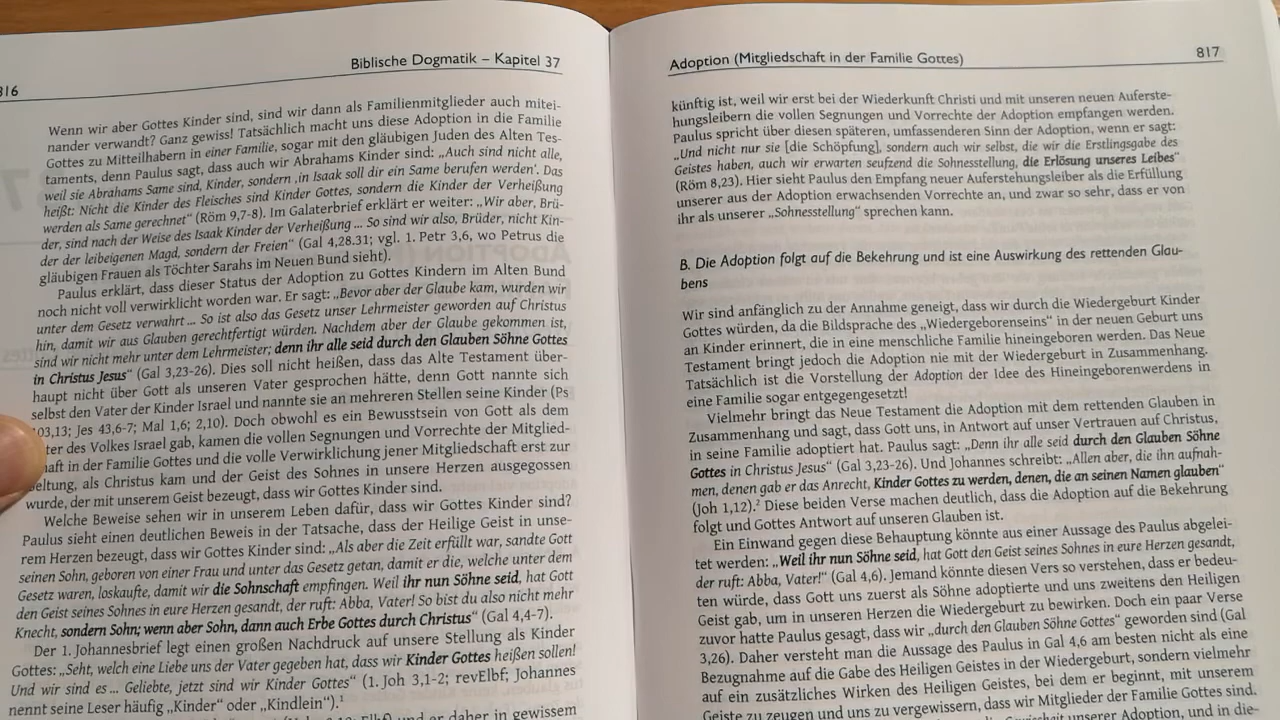 816
Biblische Dogmatik – Kapitel 37
Wenn wir aber Gottes Kinder sind, sind wir dann als Familienmitglieder auch mitei-
nander verwandt? Ganz gewiss! Tatsächlich macht uns diese Adoption in die Familie
Gottes zu Mitteilhabern in einer Familie, sogar mit den gläubigen Juden des Alten Tes-
taments, denn Paulus sagt, dass auch wir Abrahams Kinder sind: „Auch sind nicht alle,
weil sie Abrahams Same sind, Kinder, sondern ‚in Isaak soll dir ein Same berufen werden'. Das
heißt: Nicht die Kinder des Fleisches sind Kinder Gottes, sondern die Kinder der Verheißung
werden als Same gerechnet“ (Röm 9,7-8). Im Galaterbrief erklärt er weiter: „Wir aber, Brü-
der, sind nach der Weise des Isaak Kinder der Verheißung ... So sind wir also, Brüder, nicht Kin-
der der leibeigenen Magd, sondern der Freien“ (Gal 4,28.31; vgl. 1. Petr 3,6, wo Petrus die
gläubigen Frauen als Töchter Sarahs im Neuen Bund sieht).
Paulus erklärt, dass dieser Status der Adoption zu Gottes Kindern im Alten Bund
noch nicht voll verwirklicht worden war. Er sagt: „Bevor aber der Glaube kam, wurden wir
unter dem Gesetz verwahrt ... So ist also das Gesetz unser Lehrmeister geworden auf Christus
hin, damit wir aus Glauben gerechtfertigt würden. Nachdem aber der Glaube gekommen ist,
sind wir nicht mehr unter dem Lehrmeister; denn ihr alle seid durch den Glauben Söhne Gottes
in Christus Jesus“ (Gal 3,23-26). Dies soll nicht heißen, dass das Alte Testament über-
haupt nicht über Gott als unseren Vater gesprochen hätte, denn Gott nannte sich
selbst den Vater der Kinder Israel und nannte sie an mehreren Stellen seine Kinder (Ps
103,13; Jes 43,6-7; Mal 1,6; 2,10). Doch obwohl es ein Bewusstsein von Gott als dem
ter des Volkes Israel gab, kamen die vollen Segnungen und Vorrechte der Mitglied-
haft in der Familie Gottes und die volle Verwirklichung jener Mitgliedschaft erst zur
Geltung, als Christus kam und der Geist des Sohnes in unsere Herzen ausgegossen
wurde, der mit unserem Geist bezeugt, dass wir Gottes Kinder sind.
Welche Beweise sehen wir in unserem Leben dafür, dass wir Gottes Kinder sind?
Paulus sieht einen deutlichen Beweis in der Tatsache, dass der Heilige Geist in unse-
rem Herzen bezeugt, dass wir Gottes Kinder sind: „Als aber die Zeit erfüllt war, sandte Gott
seinen Sohn, geboren von einer Frau und unter das Gesetz getan, damit er die, welche unter dem
Gesetz waren, loskaufte, damit wir die Sohnschaft empfingen. Weil ihr nun Söhne seid, hat Gott
den Geist seines Sohnes in eure Herzen gesandt, der ruft: Abba, Vater! So bist du also nicht mehr
Knecht, sondern Sohn; wenn aber Sohn, dann auch Erbe Gottes durch Christus“ (Gal 4,4-7).
Der 1. Johannesbrief legt einen großen Nachdruck auf unsere Stellung als Kinder
Gottes: „Seht, welch eine Liebe uns der Vater gegeben hat, dass wir Kinder Gottes heißen sollen!
Und wir sind es ... Geliebte, jetzt sind wir Kinder Gottes“ (1. Joh 3,1-2; revElbf; Johannes
nennt seine Leser häufig „Kinder“ oder „Kindlein“).¹
und er daher in gewissem
Adoption (Mitgliedschaft in der Familie Gottes)
817
künftig ist, weil wir erst bei der Wiederkunft Christi und mit unseren neuen Auferste-
hungsleibern die vollen Segnungen und Vorrechte der Adoption empfangen werden.
Paulus spricht über diesen späteren, umfassenderen Sinn der Adoption, wenn er sagt:
„Und nicht nur sie [die Schöpfung], sondern auch wir selbst, die wir die Erstlingsgabe des
Geistes haben, auch wir erwarten seufzend die Sohnesstellung, die Erlösung unseres Leibes“
(Röm 8,23). Hier sieht Paulus den Empfang neuer Auferstehungsleiber als die Erfüllung
unserer aus der Adoption erwachsenden Vorrechte an, und zwar so sehr, dass er von
ihr als unserer „Sohnesstellung“ sprechen kann.
B. Die Adoption folgt auf die Bekehrung und ist eine Auswirkung des rettenden Glau-
bens
Wir sind anfänglich zu der Annahme geneigt, dass wir durch die Wiedergeburt Kinder
Gottes würden, da die Bildsprache des „Wiedergeborenseins“ in der neuen Geburt uns
an Kinder erinnert, die in eine menschliche Familie hineingeboren werden. Das Neue
Testament bringt jedoch die Adoption nie mit der Wiedergeburt in Zusammenhang.
Tatsächlich ist die Vorstellung der Adoption der Idee des Hineingeborenwerdens in
eine Familie sogar entgegengesetzt!
Vielmehr bringt das Neue Testament die Adoption mit dem rettenden Glauben in
Zusammenhang und sagt, dass Gott uns, in Antwort auf unser Vertrauen auf Christus,
in seine Familie adoptiert hat. Paulus sagt: „Denn ihr alle seid durch den Glauben Söhne
Gottes in Christus Jesus“ (Gal 3,23-26). Und Johannes schreibt: „Allen aber, die ihn aufnah-
men, denen gab er das Anrecht, Kinder Gottes zu werden, denen, die an seinen Namen glauben“
(Joh 1,12).² Diese beiden Verse machen deutlich, dass die Adoption auf die Bekehrung
folgt und Gottes Antwort auf unseren Glauben ist.
Ein Einwand gegen diese Behauptung könnte aus einer Aussage des Paulus abgelei-
tet werden: „Weil ihr nun Söhne seid, hat Gott den Geist seines Sohnes in eure Herzen gesandt,
der ruft: Abba, Vater!“ (Gal 4,6). Jemand könnte diesen Vers so verstehen, dass er bedeu-
ten würde, dass Gott uns zuerst als Söhne adoptierte und uns zweitens den Heiligen
Geist gab, um in unserem Herzen die Wiedergeburt zu bewirken. Doch ein paar Verse
zuvor hatte Paulus gesagt, dass wir „durch den Glauben Söhne Gottes“ geworden sind (Gal
3,26). Daher versteht man die Aussage des Paulus in Gal 4,6 am besten nicht als eine
Bezugnahme auf die Gabe des Heiligen Geistes in der Wiedergeburt, sondern vielmehr
auf ein zusätzliches Wirken des Heiligen Geistes, bei dem er beginnt, mit unserem
Geiste zu zeugen und uns zu vergewissern, dass wir Mitglieder der Familie Gottes sind.
unserer Adoption, und in die-